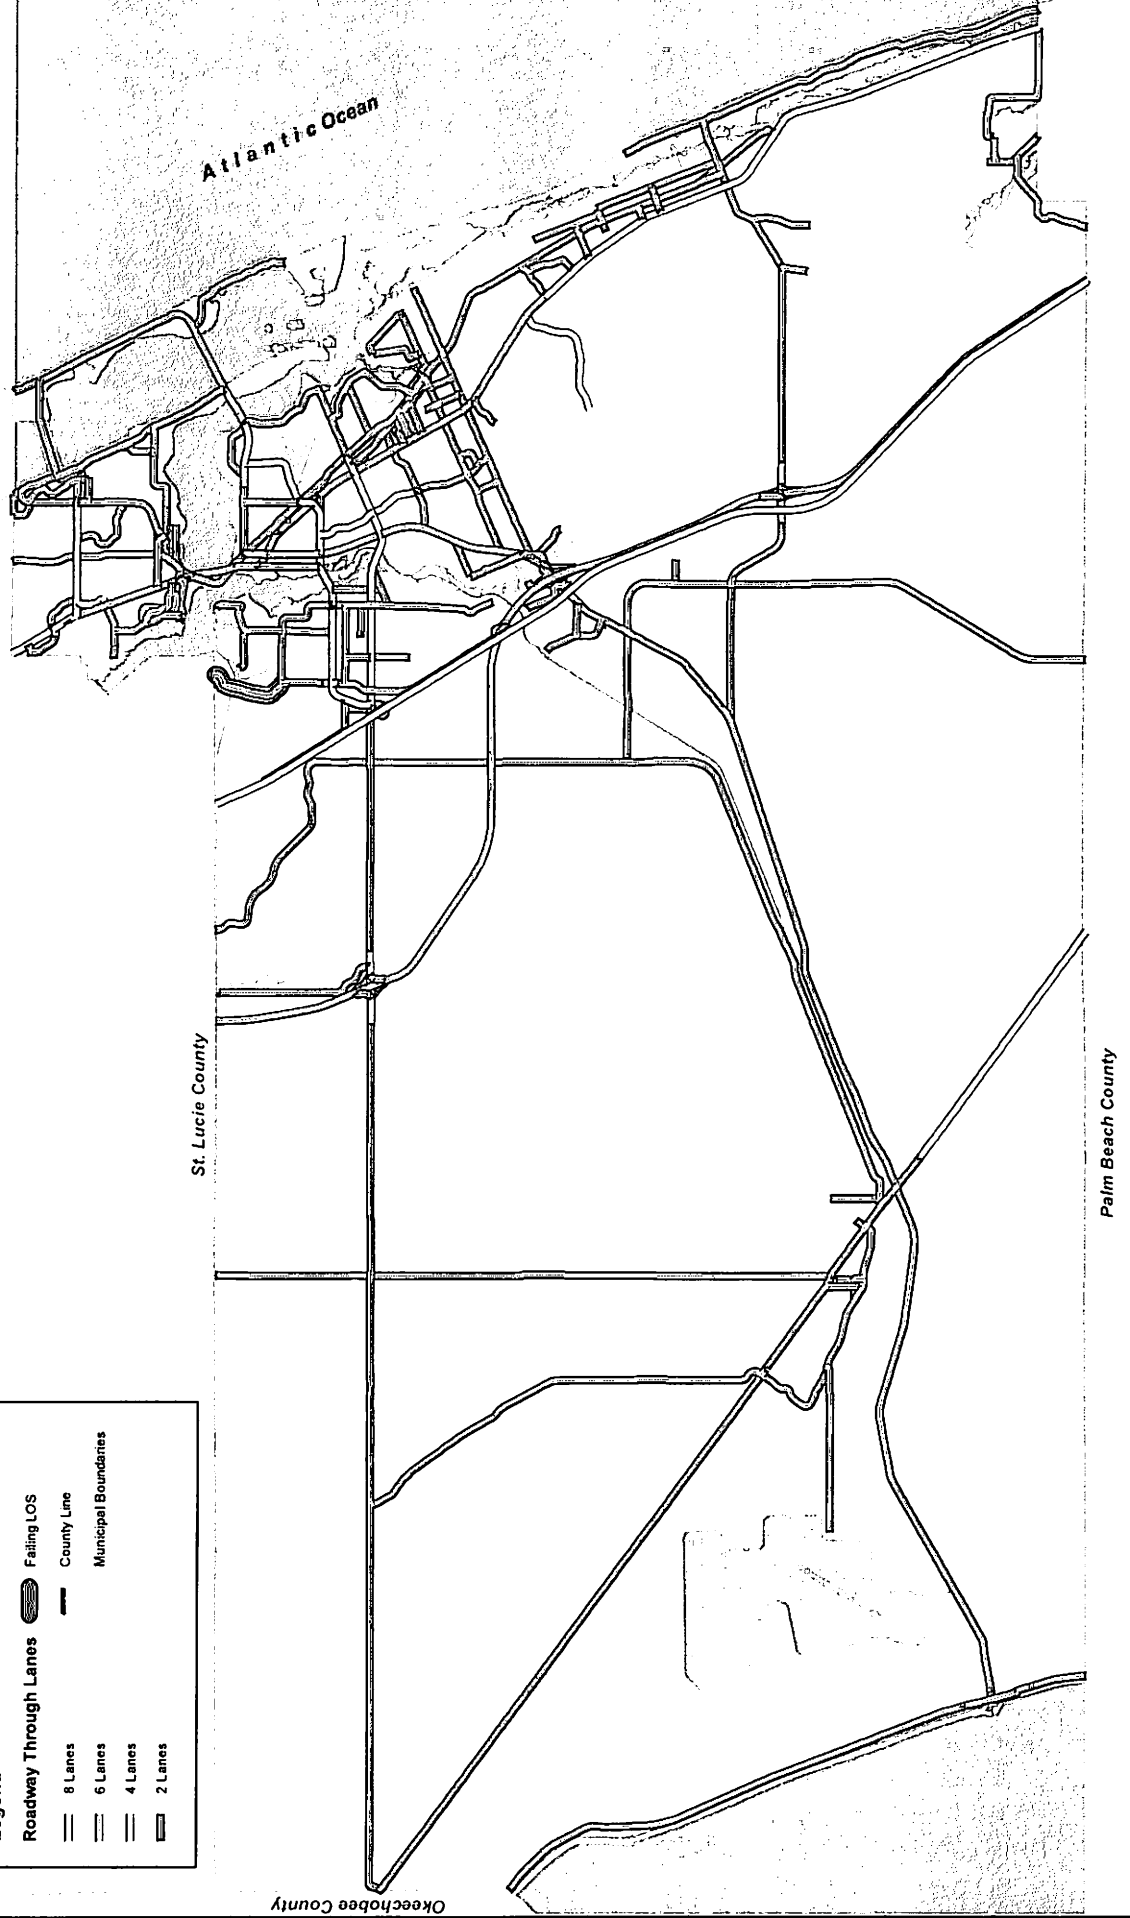 Atlantic Ocean
St. Lucie County
Palm Beach County
Okeechobee County
Roadway Through Lanes
8 Lanes
6 Lanes
4 Lanes
2 Lanes
Failing LOS
County Line
Municipal Boundaries